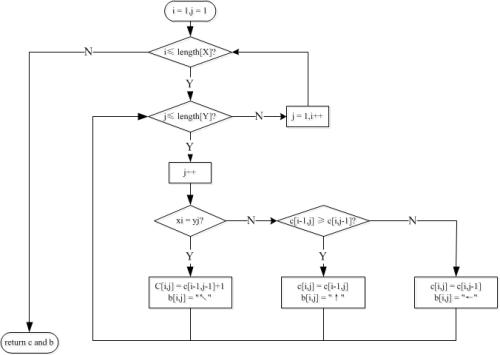 i = 1,j = 1
i≤ length[X]?
N
Y
j≤ length[Y]?
N
j = 1,i++
Y
j++
xi = yj?
N
c[i-1,j] ≥ c[i,j-1]?
N
Y
Y
C[i,j] = c[i-1,j-1]+1
b[i,j] = "↖"
c[i,j] = c[i-1,j]
b[i,j] = "↑"
c[i,j] = c[i,j-1]
b[i,j] = "←"
return c and b